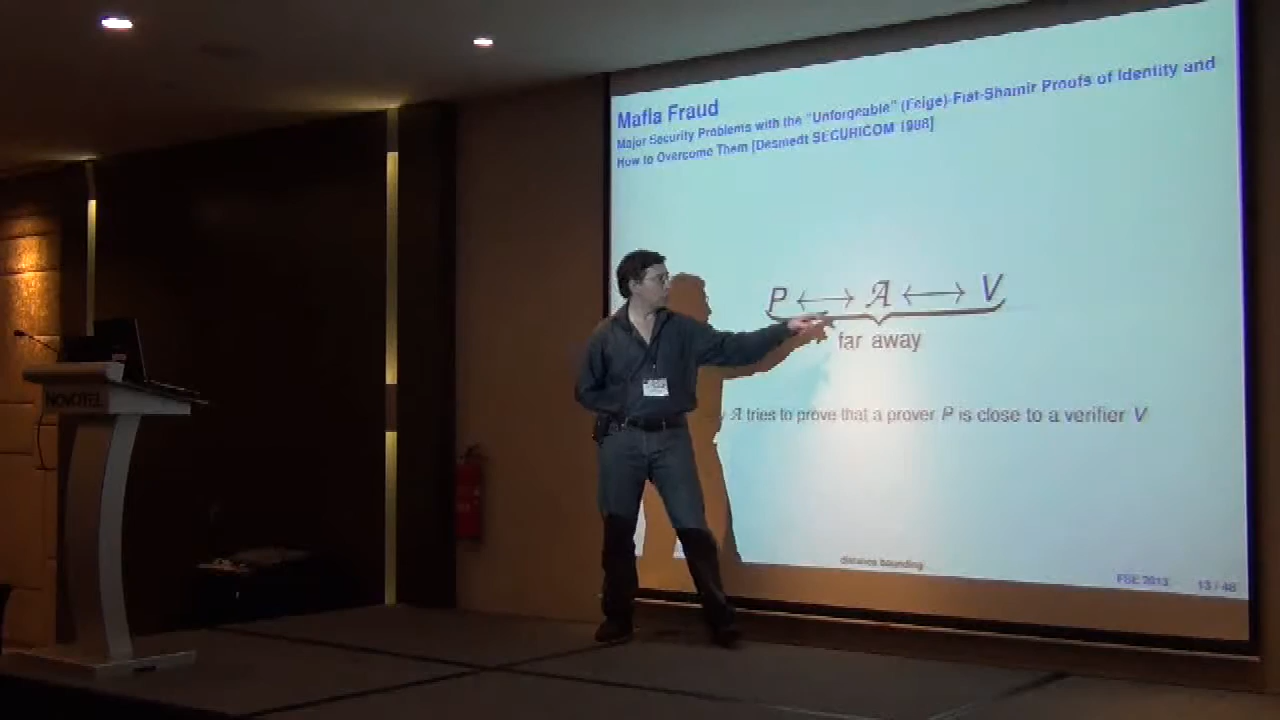 Mafia Fraud
Major Security Problems with the "Unforgeable" (Feige)-Fiat-Shamir Proofs of Identity and
How to Overcome Them [Desmedt SECURICOM 1988]
P ⟷ 𝒜 ⟷ V
far away
𝒜 tries to prove that a prover P is close to a verifier V
distance bounding
FSE 2013 13 / 48
NOVOTEL